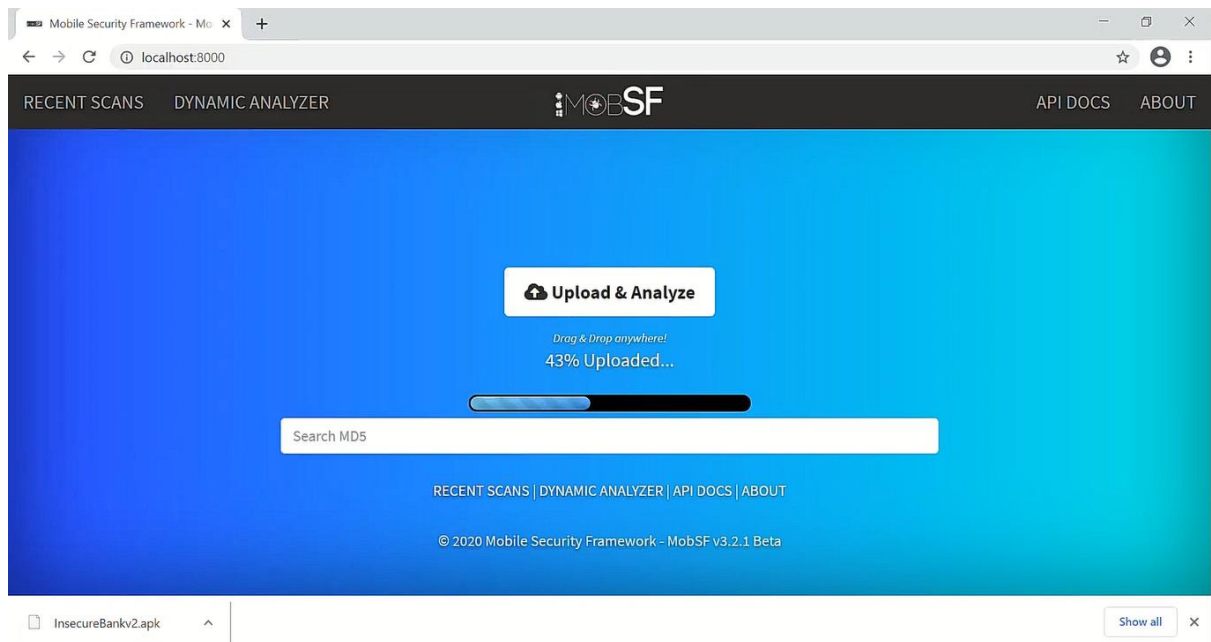 Mobile Security Framework - Mo
localhost:8000
RECENT SCANS DYNAMIC ANALYZER MOBSF API DOCS ABOUT
Upload & Analyze
Drag & Drop anywhere!
43% Uploaded...
Search MD5
RECENT SCANS | DYNAMIC ANALYZER | API DOCS | ABOUT
© 2020 Mobile Security Framework - MobSF v3.2.1 Beta
InsecureBankv2.apk Show all